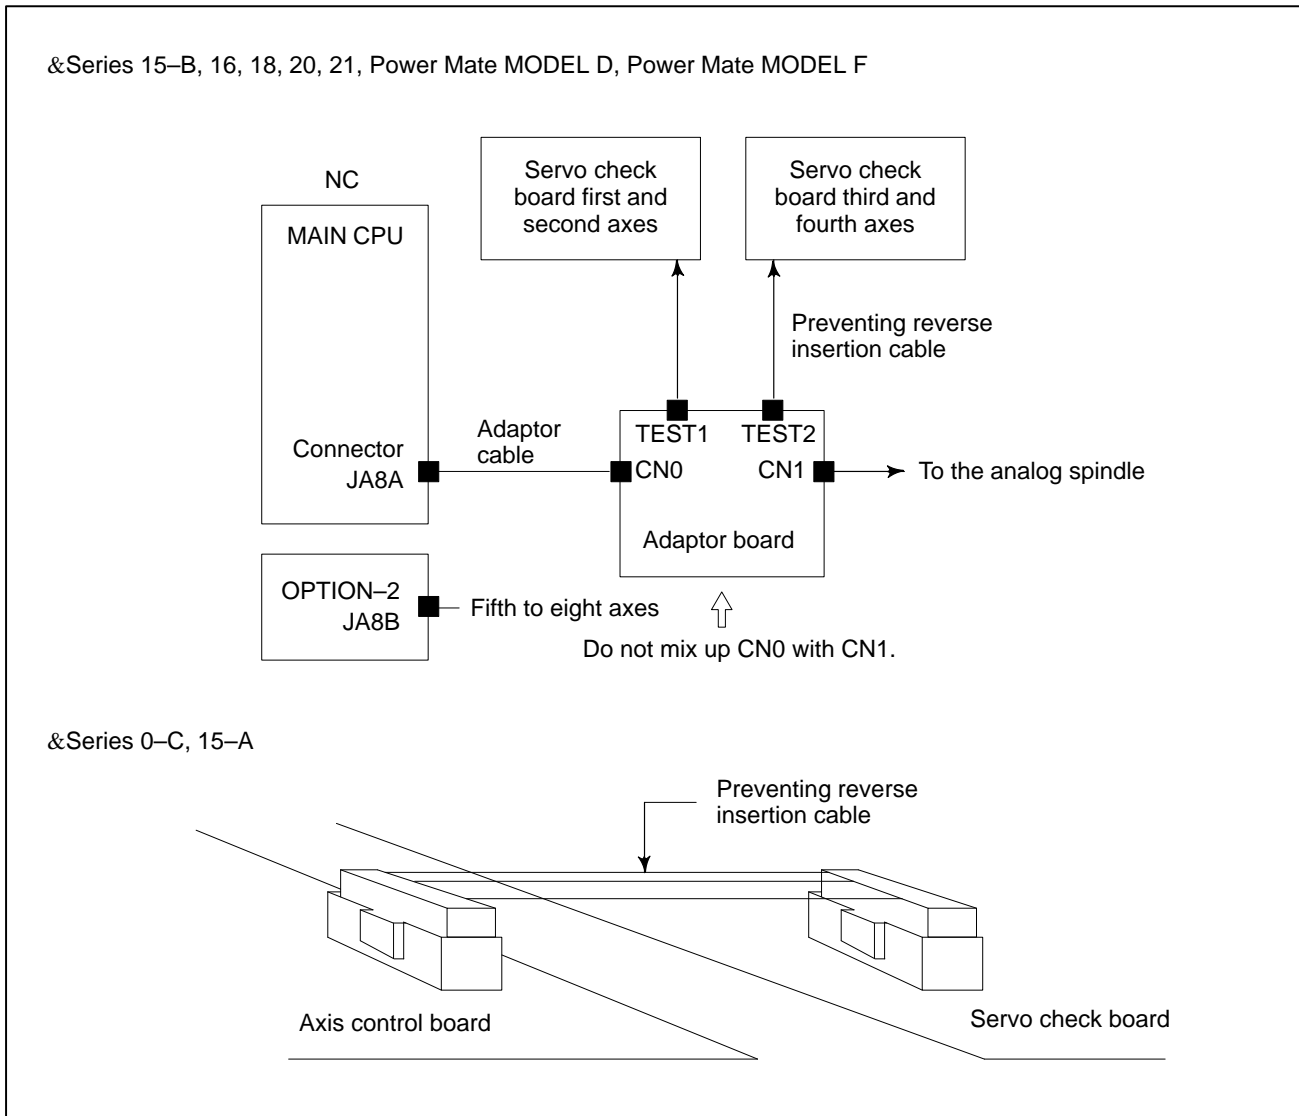 &Series 15–B, 16, 18, 20, 21, Power Mate MODEL D, Power Mate MODEL F
Servo check
board first and
second axes
Servo check
board third and
fourth axes
NC
MAIN CPU
Preventing reverse
insertion cable
Connector
JA8A
Adaptor
cable
TEST1
TEST2
CN0
CN1
To the analog spindle
Adaptor board
OPTION–2
JA8B
Fifth to eight axes
Do not mix up CN0 with CN1.
&Series 0–C, 15–A
Preventing reverse
insertion cable
Axis control board
Servo check board